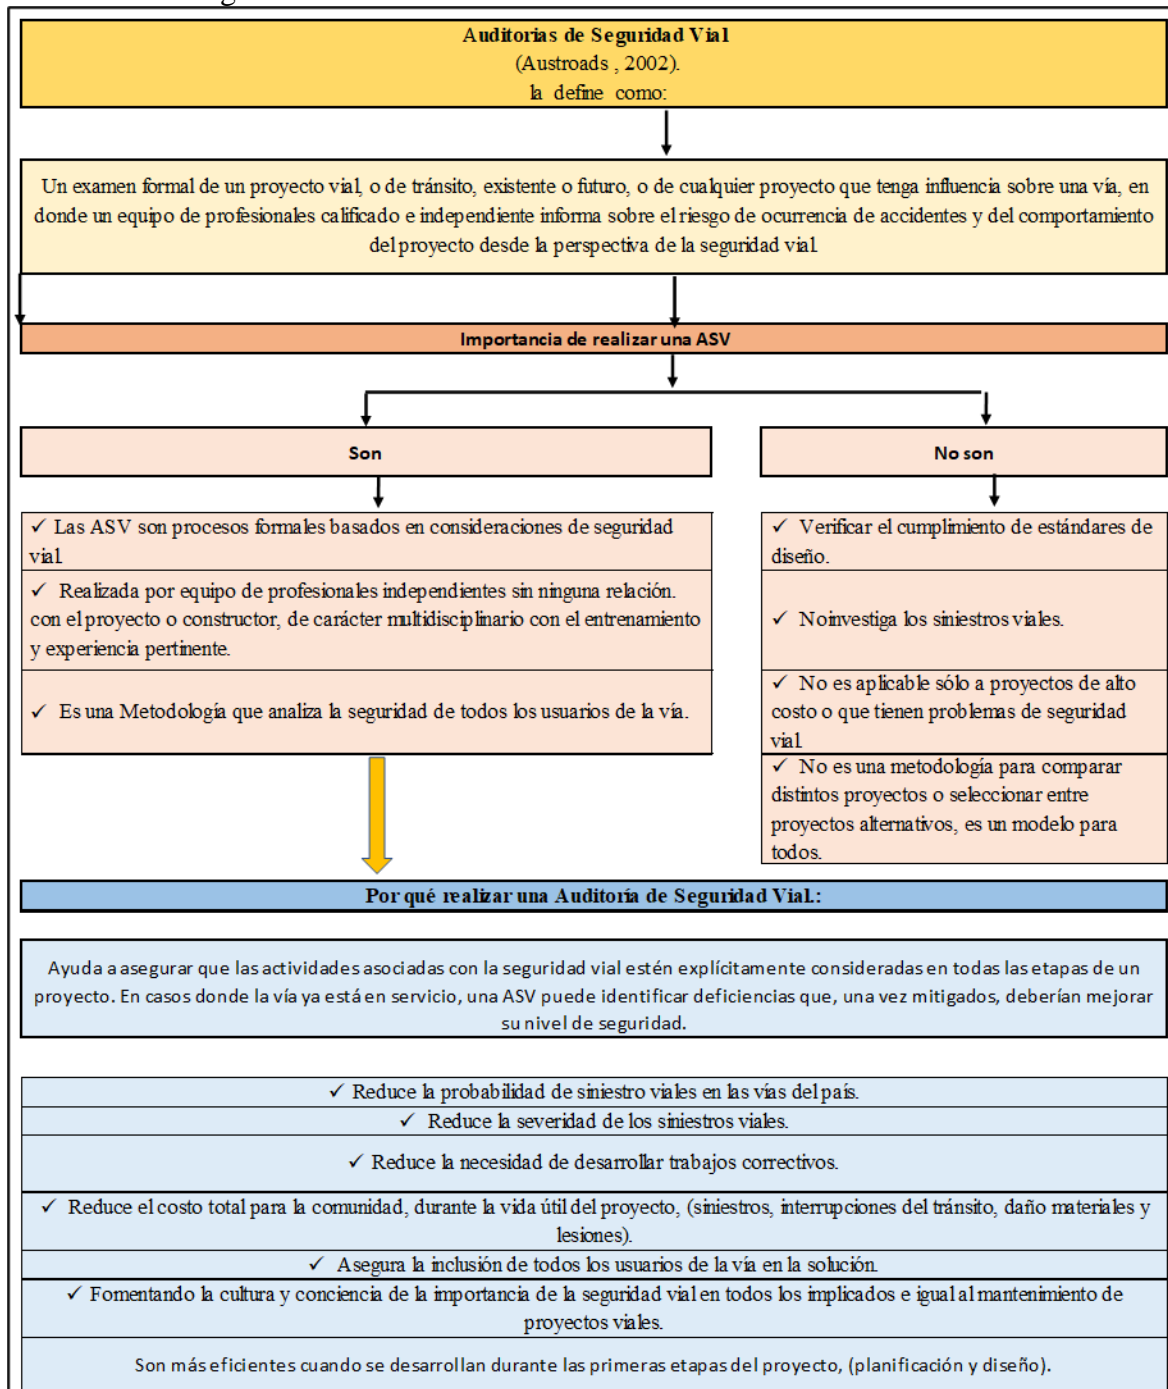 Auditorias de Seguridad Vial
(Austroads , 2002).
la define como:
Un examen formal de un proyecto vial, o de tránsito, existente o futuro, o de cualquier proyecto que tenga influencia sobre una vía, en
donde un equipo de profesionales calificado e independiente informa sobre el riesgo de ocurrencia de accidentes y del comportamiento
del proyecto desde la perspectiva de la seguridad vial.
Importancia de realizar una ASV
Son
✓ Las ASV son procesos formales basados en consideraciones de seguridad
vial.
✓ Realizada por equipo de profesionales independientes sin ninguna relación.
con el proyecto o constructor, de carácter multidisciplinario con el entrenamiento
y experiencia pertinente.
✓ Es una Metodología que analiza la seguridad de todos los usuarios de la vía.
No son
✓ Verificar el cumplimiento de estándares de
diseño.
✓ Noinvestiga los siniestros viales.
✓ No es aplicable sólo a proyectos de alto
costo o que tienen problemas de seguridad
vial.
✓ No es una metodología para comparar
distintos proyectos o seleccionar entre
proyectos alternativos, es un modelo para
todos.
Por qué realizar una Auditoría de Seguridad Vial.:
Ayuda a asegurar que las actividades asociadas con la seguridad vial estén explícitamente consideradas en todas las etapas de un
proyecto. En casos donde la vía ya está en servicio, una ASV puede identificar deficiencias que, una vez mitigados, deberían mejorar
su nivel de seguridad.
✓ Reduce la probabilidad de siniestro viales en las vías del país.
✓ Reduce la severidad de los siniestros viales.
✓ Reduce la necesidad de desarrollar trabajos correctivos.
✓ Reduce el costo total para la comunidad, durante la vida útil del proyecto, (siniestros, interrupciones del tránsito, daño materiales y
lesiones).
✓ Asegura la inclusión de todos los usuarios de la vía en la solución.
✓ Fomentando la cultura y conciencia de la importancia de la seguridad vial en todos los implicados e igual al mantenimiento de
proyectos viales.
Son más eficientes cuando se desarrollan durante las primeras etapas del proyecto, (planificación y diseño).